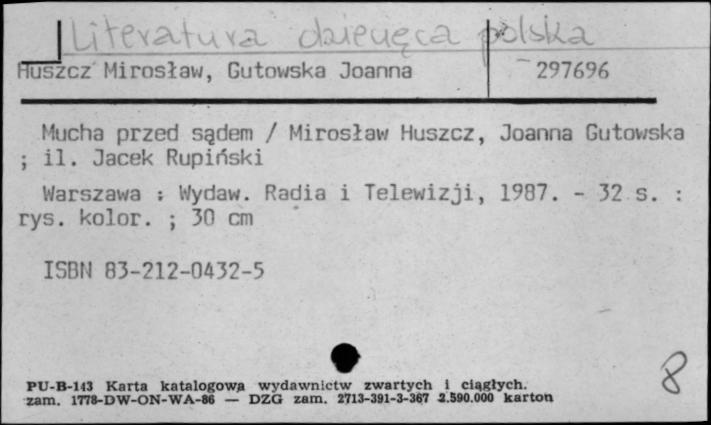 Literatura dziecięca polska
Huszcz Mirosław, Gutowska Joanna 297696
Mucha przed sądem / Mirosław Huszcz, Joanna Gutowska
; il. Jacek Rupiński
Warszawa : Wydaw. Radia i Telewizji, 1987. - 32 s. :
rys. kolor. ; 30 cm
ISBN 83-212-0432-5
8
PU-B-143 Karta katalogowa wydawnictw zwartych i ciągłych.
zam. 1778-DW-ON-WA-86 — DZG zam. 2713-391-3-367 2.590.000 karton